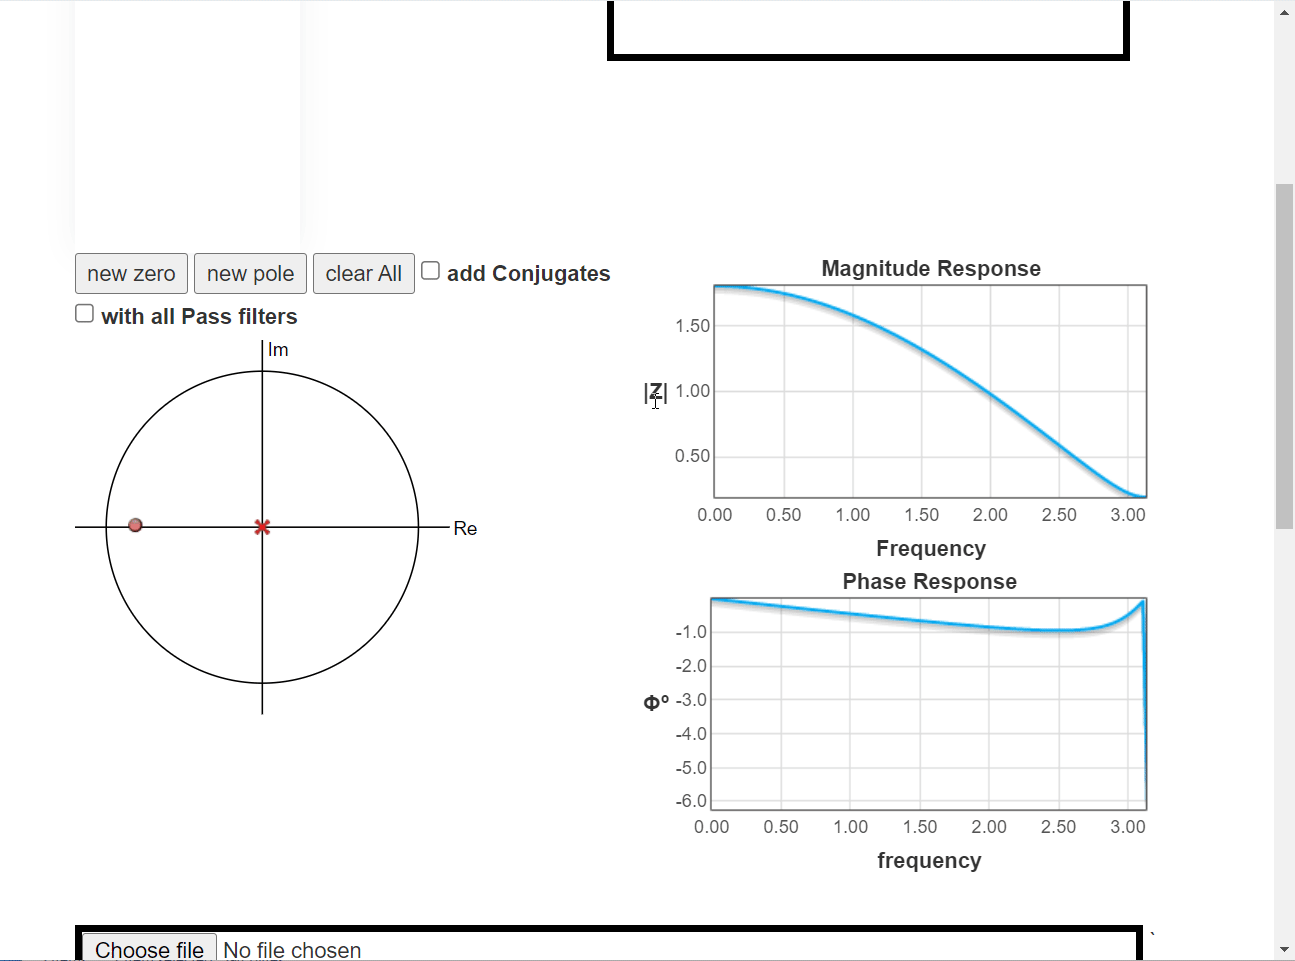 new zero new pole clear All add Conjugates
with all Pass filters
Im
Re
Magnitude Response
1.50
|Z| 1.00
0.50
0.00 0.50 1.00 1.50 2.00 2.50 3.00
Frequency
Phase Response
-1.0
-2.0
Φº -3.0
-4.0
-5.0
-6.0
0.00 0.50 1.00 1.50 2.00 2.50 3.00
frequency
`
Choose file No file chosen